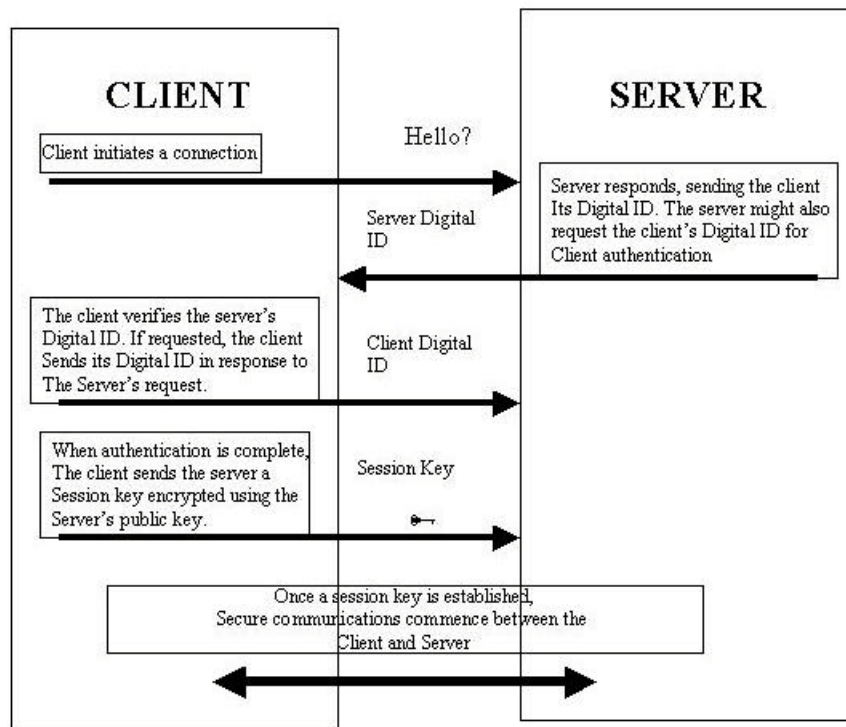 CLIENT
SERVER
Hello?
Client initiates a connection
Server responds, sending the client
Its Digital ID. The server might also
request the client's Digital ID for
Client authentication
Server Digital
ID
The client verifies the server's
Digital ID. If requested, the client
Sends its Digital ID in response to
The Server's request.
Client Digital
ID
When authentication is complete,
The client sends the server a
Session key encrypted using the
Server's public key.
Session Key
Once a session key is established,
Secure communications commence between the
Client and Server